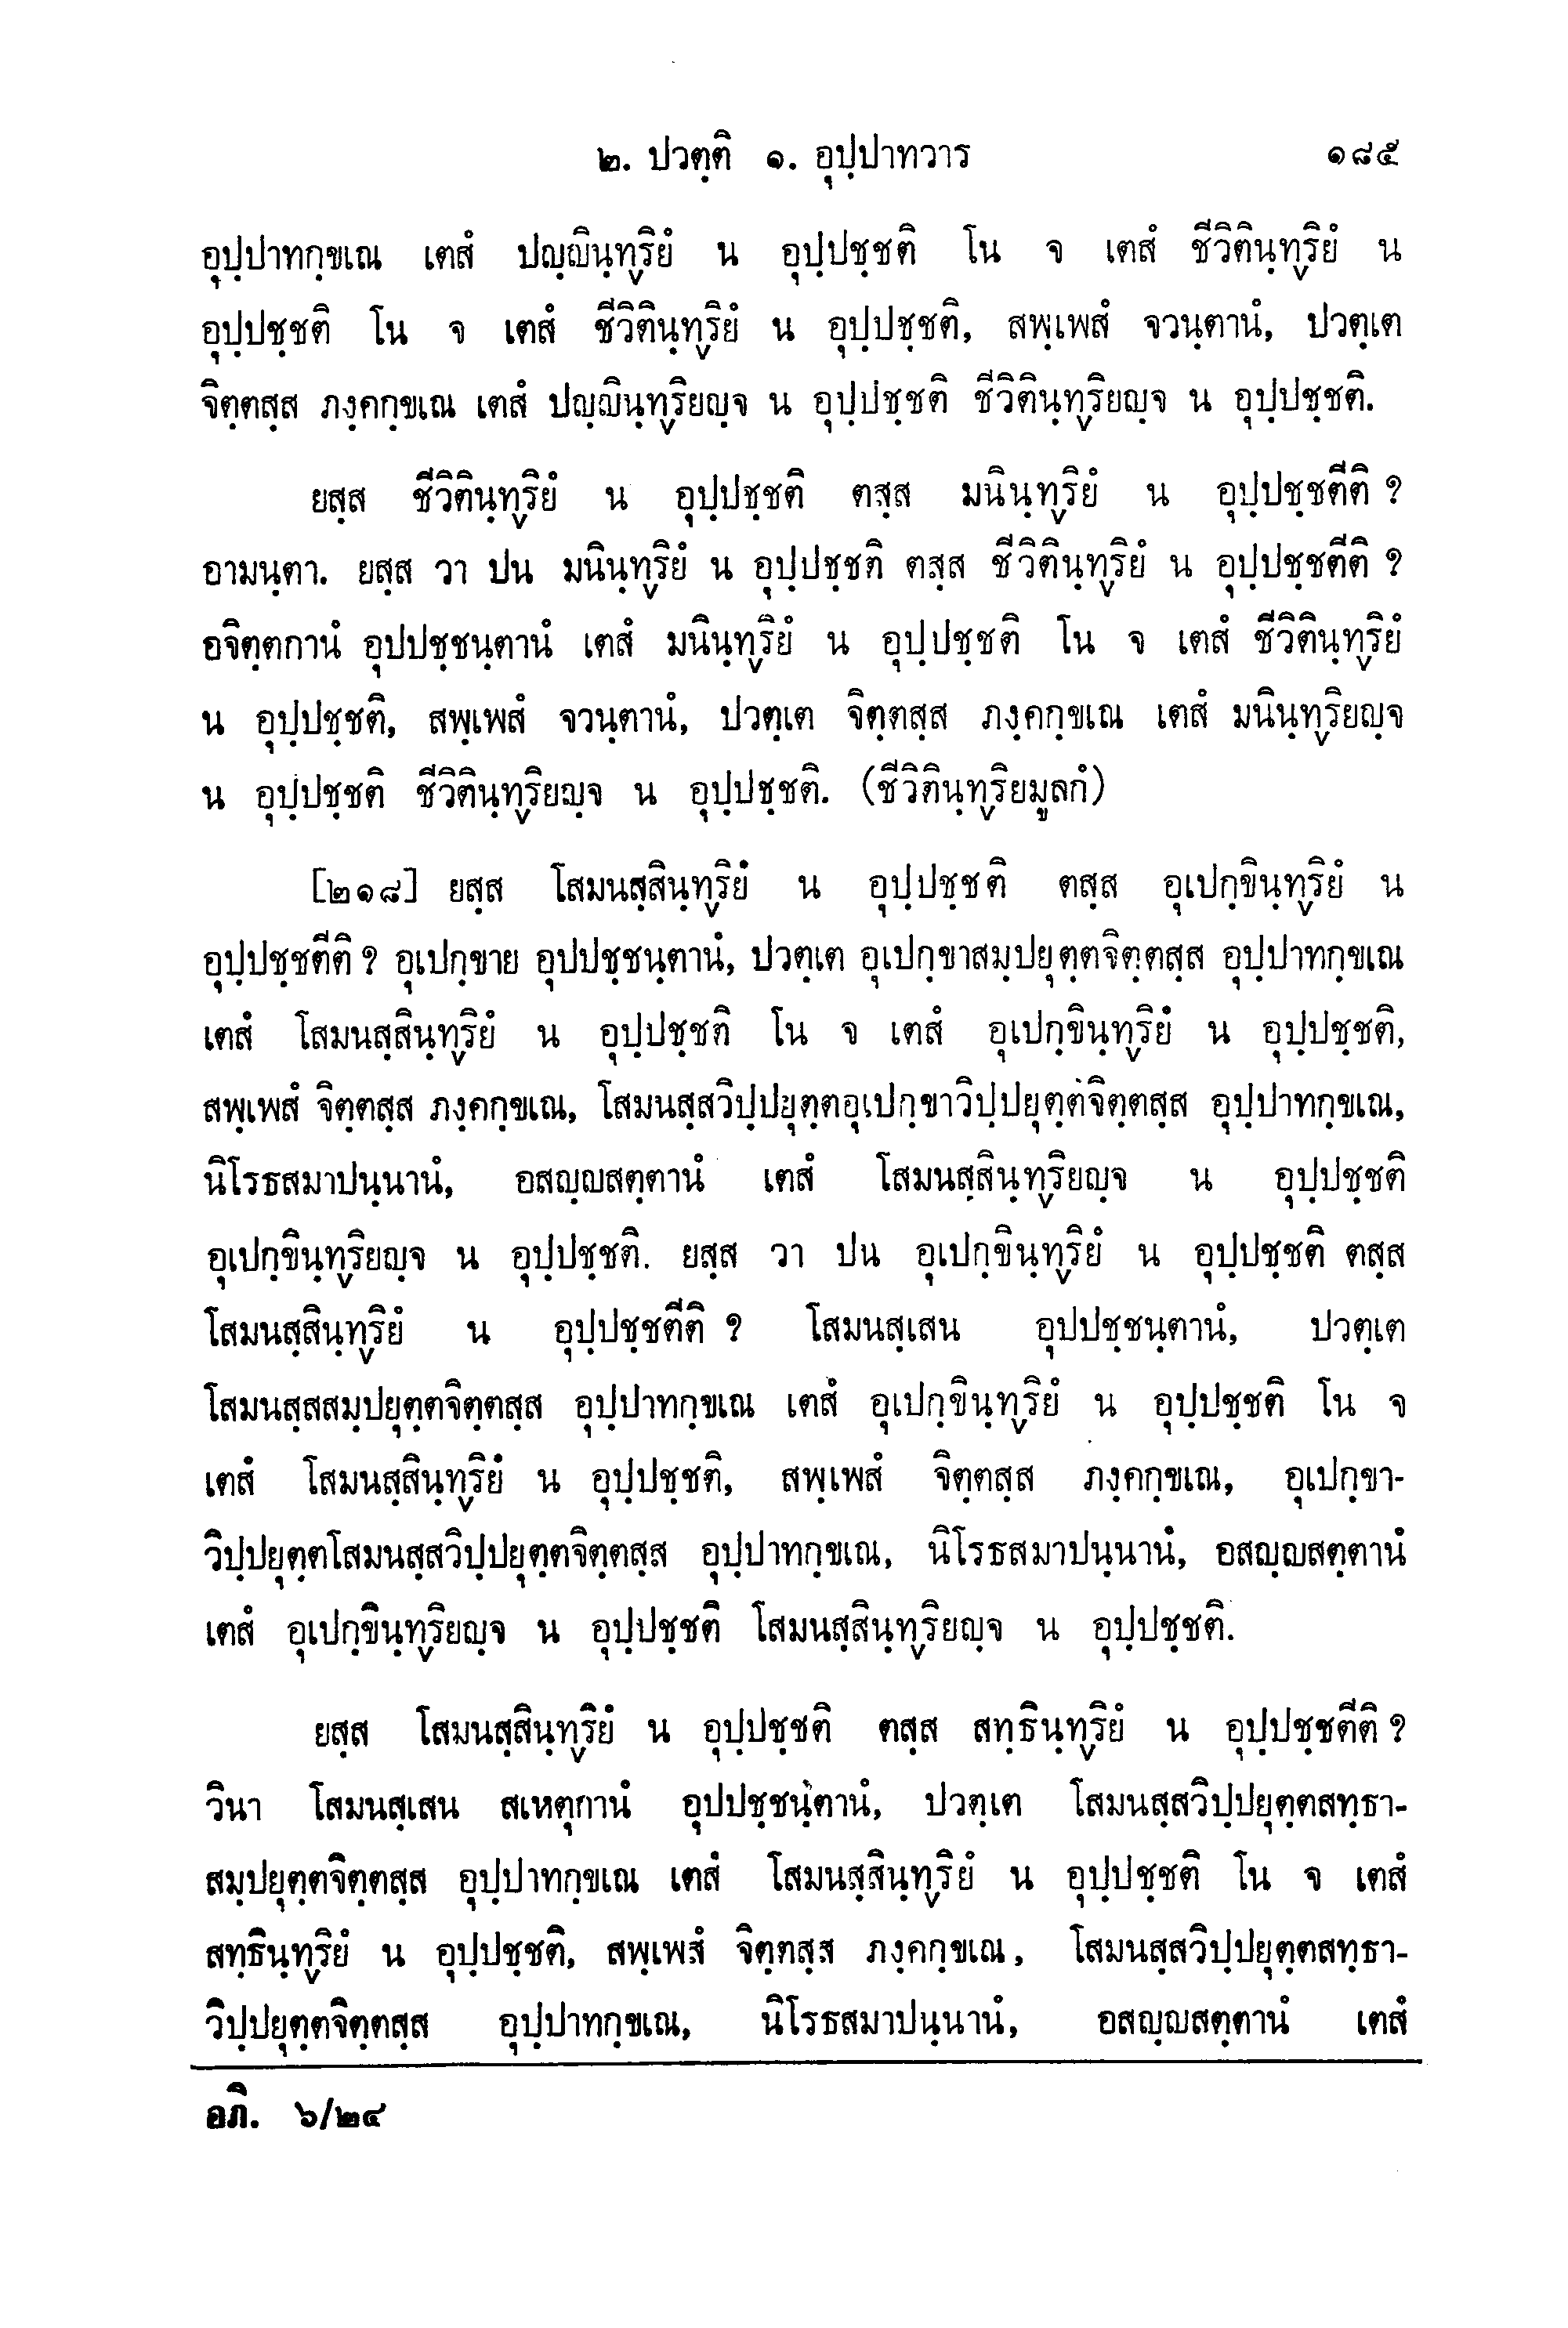 ๒. ปวตฺติ ๑. อุปฺปาทวาร ๑๘๕
อุปฺปาทกฺขเณ เตสํ ปญฺญินฺทฺริยํ น อุปฺปชฺชติ โน จ เตสํ ชีวิตินฺทฺริยํ น
อุปฺปชฺชติ โน จ เตสํ ชีวิตินฺทฺริยํ น อุปฺปชฺชติ, สพฺเพสํ จวนฺตานํ, ปวตฺเต
จิตฺตสฺส ภงฺคกฺขเณ เตสํ ปญฺญินฺทฺริยญฺจ น อุปฺปชฺชติ ชีวิตินฺทฺริยญฺจ น อุปฺปชฺชติ.
ยสฺส ชีวิตินฺทฺริยํ น อุปฺปชฺชติ ตสฺส มนินฺทฺริยํ น อุปฺปชฺชตีติ ?
อามนฺตา. ยสฺส วา ปน มนินฺทฺริยํ น อุปฺปชฺชติ ตสฺส ชีวิตินฺทฺริยํ น อุปฺปชฺชตีติ ?
อจิตฺตกานํ อุปปชฺชนฺตานํ เตสํ มนินฺทฺริยํ น อุปฺปชฺชติ โน จ เตสํ ชีวิตินฺทฺริยํ
น อุปฺปชฺชติ, สพฺเพสํ จวนฺตานํ, ปวตฺเต จิตฺตสฺส ภงฺคกฺขเณ เตสํ มนินฺทฺริยญฺจ
น อุปฺปชฺชติ ชีวิตินฺทฺริยญฺจ น อุปฺปชฺชติ. (ชีวิตินฺทฺริยมูลกํ)
[๒๑๘] ยสฺส โสมนสฺสินฺทฺริยํ น อุปฺปชฺชติ ตสฺส อุเปกฺขินฺทฺริยํ น
อุปฺปชฺชตีติ ? อุเปกฺขาย อุปปชฺชนฺตานํ, ปวตฺเต อุเปกฺขาสมฺปยุตฺตจิตฺตสฺส อุปฺปาทกฺขเณ
เตสํ โสมนสฺสินฺทฺริยํ น อุปฺปชฺชติ โน จ เตสํ อุเปกฺขินฺทฺริยํ น อุปฺปชฺชติ,
สพฺเพสํ จิตฺตสฺส ภงฺคกฺขเณ, โสมนสฺสวิปฺปยุตฺตอุเปกฺขาวิปฺปยุตฺตจิตฺตสฺส อุปฺปาทกฺขเณ,
นิโรธสมาปนฺนานํ, อสญฺญสตฺตานํ เตสํ โสมนสฺสินฺทฺริยญฺจ น อุปฺปชฺชติ
อุเปกฺขินฺทฺริยญฺจ น อุปฺปชฺชติ. ยสฺส วา ปน อุเปกฺขินฺทฺริยํ น อุปฺปชฺชติ ตสฺส
โสมนสฺสินฺทฺริยํ น อุปฺปชฺชตีติ ? โสมนสฺเสน อุปปชฺชนฺตานํ, ปวตฺเต
โสมนสฺสสมฺปยุตฺตจิตฺตสฺส อุปฺปาทกฺขเณ เตสํ อุเปกฺขินฺทฺริยํ น อุปฺปชฺชติ โน จ
เตสํ โสมนสฺสินฺทฺริยํ น อุปฺปชฺชติ, สพฺเพสํ จิตฺตสฺส ภงฺคกฺขเณ, อุเปกฺขา-
วิปฺปยุตฺตโสมนสฺสวิปฺปยุตฺตจิตฺตสฺส อุปฺปาทกฺขเณ, นิโรธสมาปนฺนานํ, อสญฺญสตฺตานํ
เตสํ อุเปกฺขินฺทฺริยญฺจ น อุปฺปชฺชติ โสมนสฺสินฺทฺริยญฺจ น อุปฺปชฺชติ.
ยสฺส โสมนสฺสินฺทฺริยํ น อุปฺปชฺชติ ตสฺส สทฺธินฺทฺริยํ น อุปฺปชฺชตีติ ?
วินา โสมนสฺเสน สเหตุกานํ อุปปชฺชนฺตานํ, ปวตฺเต โสมนสฺสวิปฺปยุตฺตสทฺธา-
สมฺปยุตฺตจิตฺตสฺส อุปฺปาทกฺขเณ เตสํ โสมนสฺสินฺทฺริยํ น อุปฺปชฺชติ โน จ เตสํ
สทฺธินฺทฺริยํ น อุปฺปชฺชติ, สพฺเพสํ จิตฺตสฺส ภงฺคกฺขเณ, โสมนสฺสวิปฺปยุตฺตสทฺธา-
วิปฺปยุตฺตจิตฺตสฺส อุปฺปาทกฺขเณ, นิโรธสมาปนฺนานํ, อสญฺญสตฺตานํ เตสํ
อภิ. ๖/๒๔